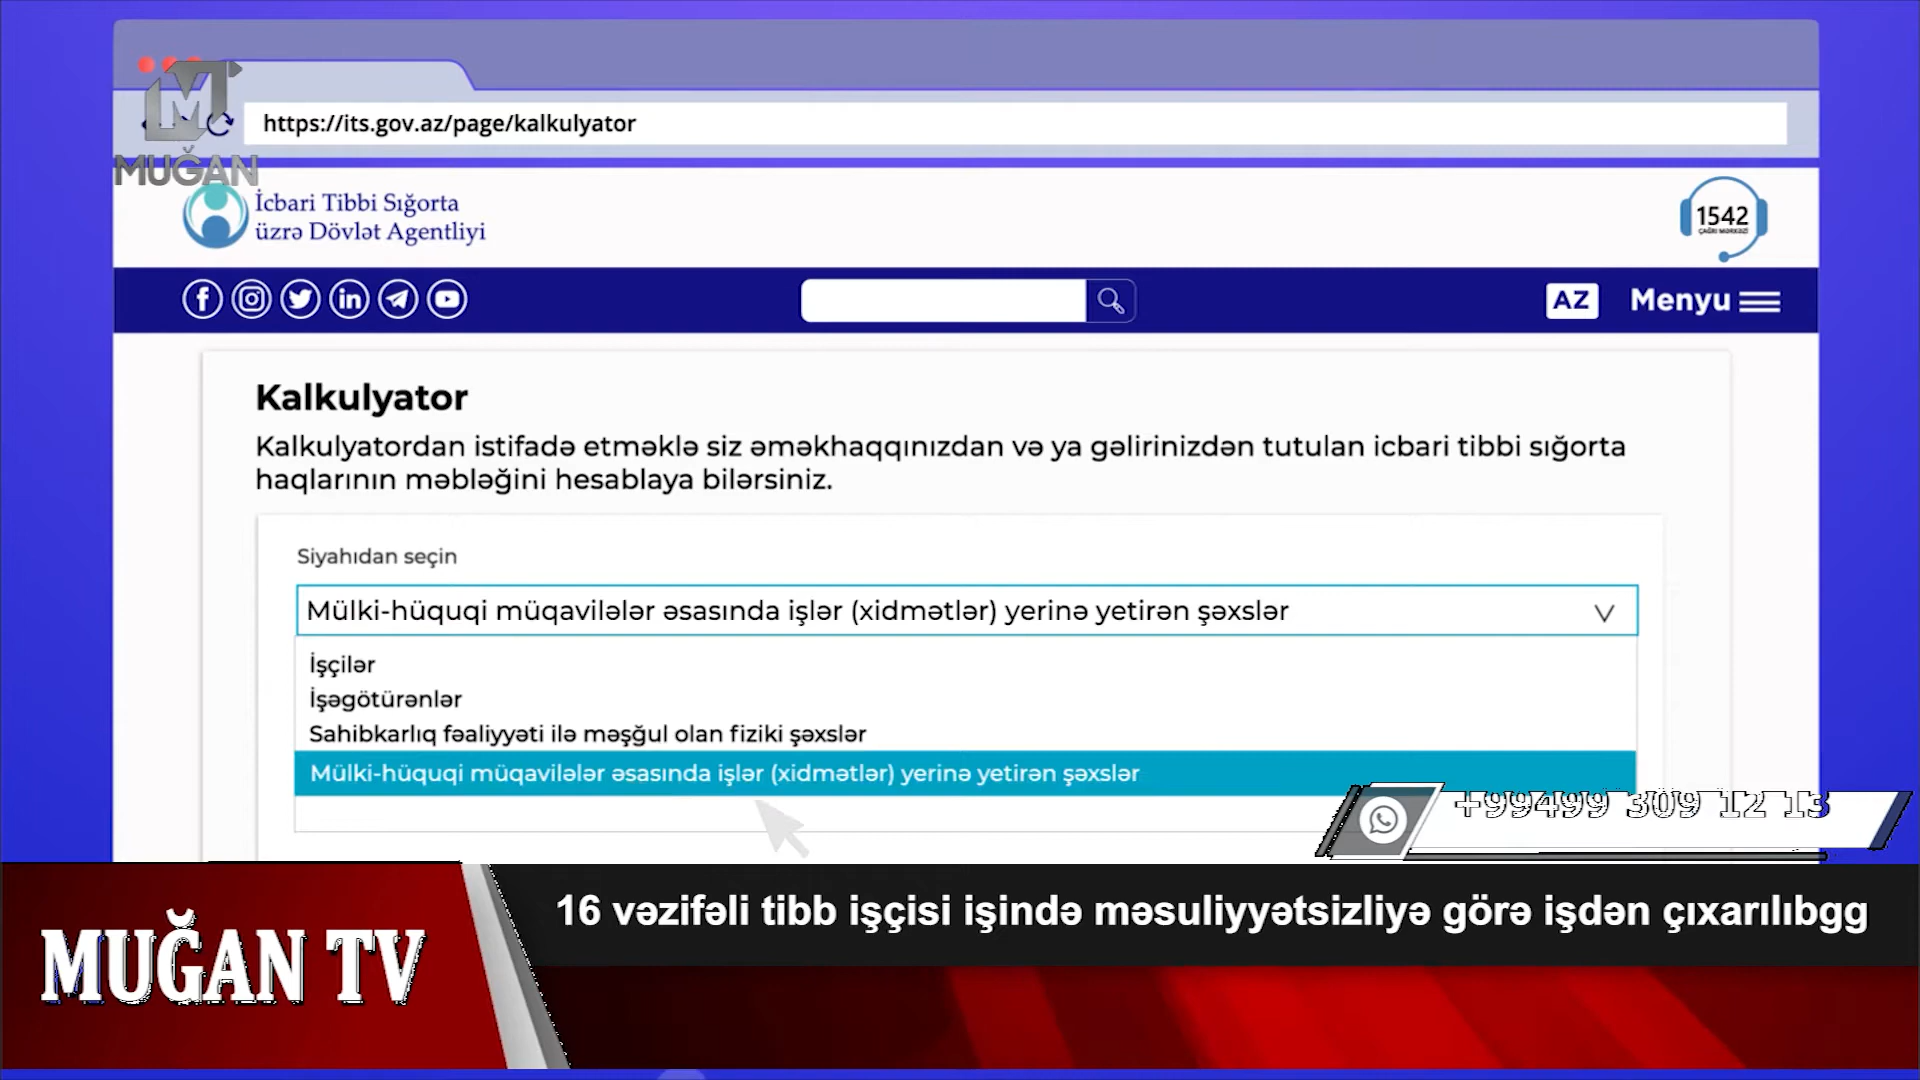 https://its.gov.az/page/kalkulyator
MUĞAN
İcbari Tibbi Sığorta
üzrə Dövlət Agentliyi
1542
ÇAĞRI MƏRKƏZİ
AZ
Menyu
Kalkulyator
Kalkulyatordan istifadə etməklə siz əməkhaqqınızdan və ya gəlirinizdən tutulan icbari tibbi sığorta
haqlarının məbləğini hesablaya bilərsiniz.
Siyahıdan seçin
Mülki-hüquqi müqavilələr əsasında işlər (xidmətlər) yerinə yetirən şəxslər
İşçilər
İşəgötürənlər
Sahibkarlıq fəaliyyəti ilə məşğul olan fiziki şəxslər
Mülki-hüquqi müqavilələr əsasında işlər (xidmətlər) yerinə yetirən şəxslər
+99499 309 12 13
16 vəzifəli tibb işçisi işində məsuliyyətsizliyə görə işdən çıxarılıbgg
MUĞAN TV